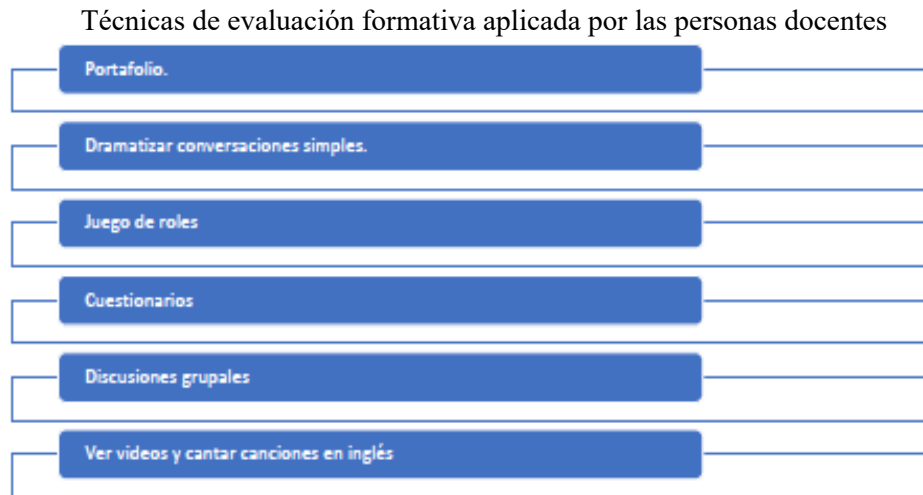 Técnicas de evaluación formativa aplicada por las personas docentes
Portafolio.
Dramatizar conversaciones simples.
Juego de roles
Cuestionarios
Discusiones grupales
Ver videos y cantar canciones en inglés